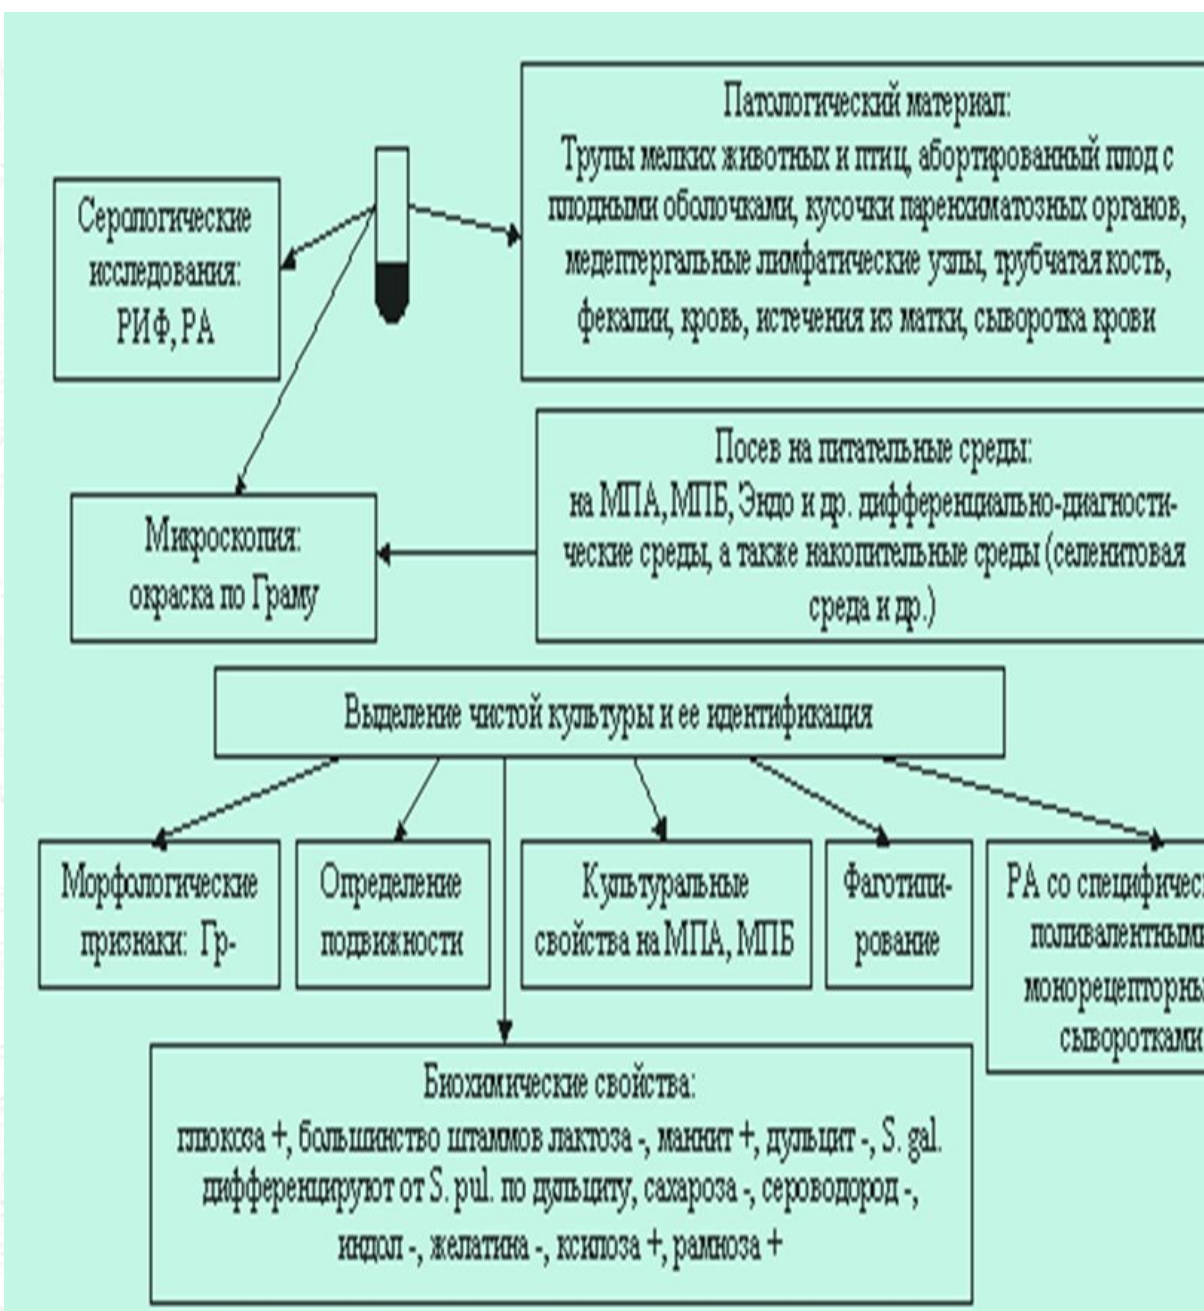 Патологический материал:
Трупы мелких животных и птиц, абортированный плод с
плодными оболочками, кусочки паренхиматозных органов,
медептергальные лимфатические узлы, трубчатая кость,
фекалии, кровь, истечения из матки, сыворотка крови
Серологические
исследования:
РИФ, РА
Посев на питательные среды:
на МПА, МПБ, Эндо и др. дифференциально-диагности-
ческие среды, а также накопительные среды (селенитовая
среда и др.)
Микроскопия:
окраска по Граму
Выделение чистой культуры и ее идентификация
Морфологические
признаки: Гр-
Определение
подвижности
Культуральные
свойства на МПА, МПБ
Фаготипи-
рование
РА со специфичес
поливалентными
монорецепторны
сыворотками
Биохимические свойства:
глюкоза +, большинство штаммов лактоза -, маннит +, дульцит -, S. gal.
дифференцируют от S. pul. по дульциту, сахароза -, сероводород -,
индол -, желатина -, ксилоза +, рамноза +